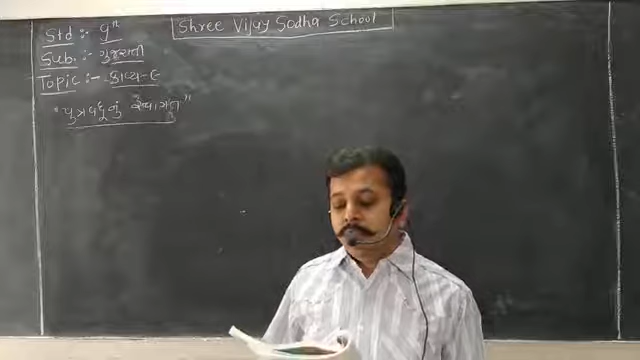 Shree Vijay Sodha School
Std :- 9th
Sub. :- ગુજરાતી
Topic :- કાવ્ય-૯
"પુત્રવધૂનું સ્વાગત"